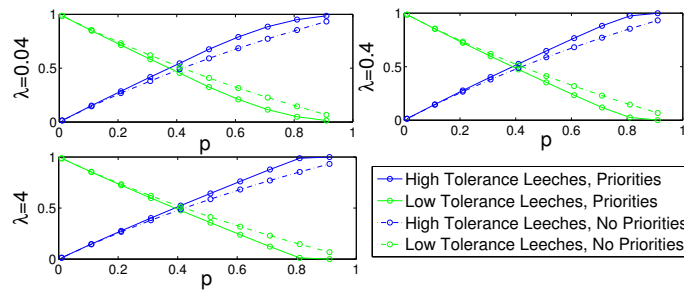 1
0.5
0
0 0.2 0.4 0.6 0.8 1
λ=0.04
p
1
0.5
0
0 0.2 0.4 0.6 0.8 1
λ=0.4
p
1
0.5
0
0 0.2 0.4 0.6 0.8 1
λ=4
p
High Tolerance Leeches, Priorities
Low Tolerance Leeches, Priorities
High Tolerance Leeches, No Priorities
Low Tolerance Leeches, No Priorities